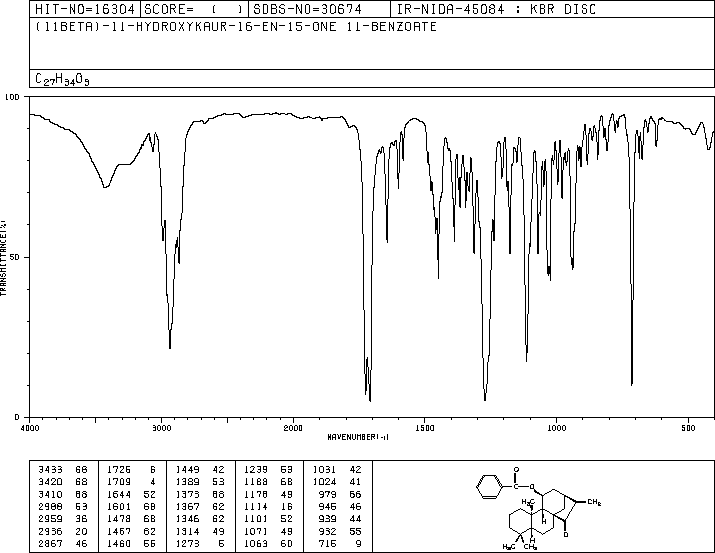 HIT-NO=16304 SCORE= ( ) SDBS-NO=30674 IR-NIDA-45084 : KBR DISC
(11BETA)-11-HYDROXYKAUR-16-EN-15-ONE 11-BENZOATE
C27H34O3
100
TRANSMITTANCE(%)
50
0
4000 3000 2000 1500 1000 500
WAVENUMBER(-1)
3433 66 1726 6 1449 42 1239 53 1031 42
3420 68 1709 4 1389 53 1188 68 1024 41
3410 68 1644 52 1373 68 1178 49 979 66
2988 53 1601 68 1367 62 1114 16 946 46
2959 36 1478 68 1346 62 1101 52 939 44
2936 20 1467 62 1314 49 1071 49 932 55
2867 46 1460 55 1273 5 1063 60 716 9
O
C
O
CH2
H3C
H
H
O
H3C CH3